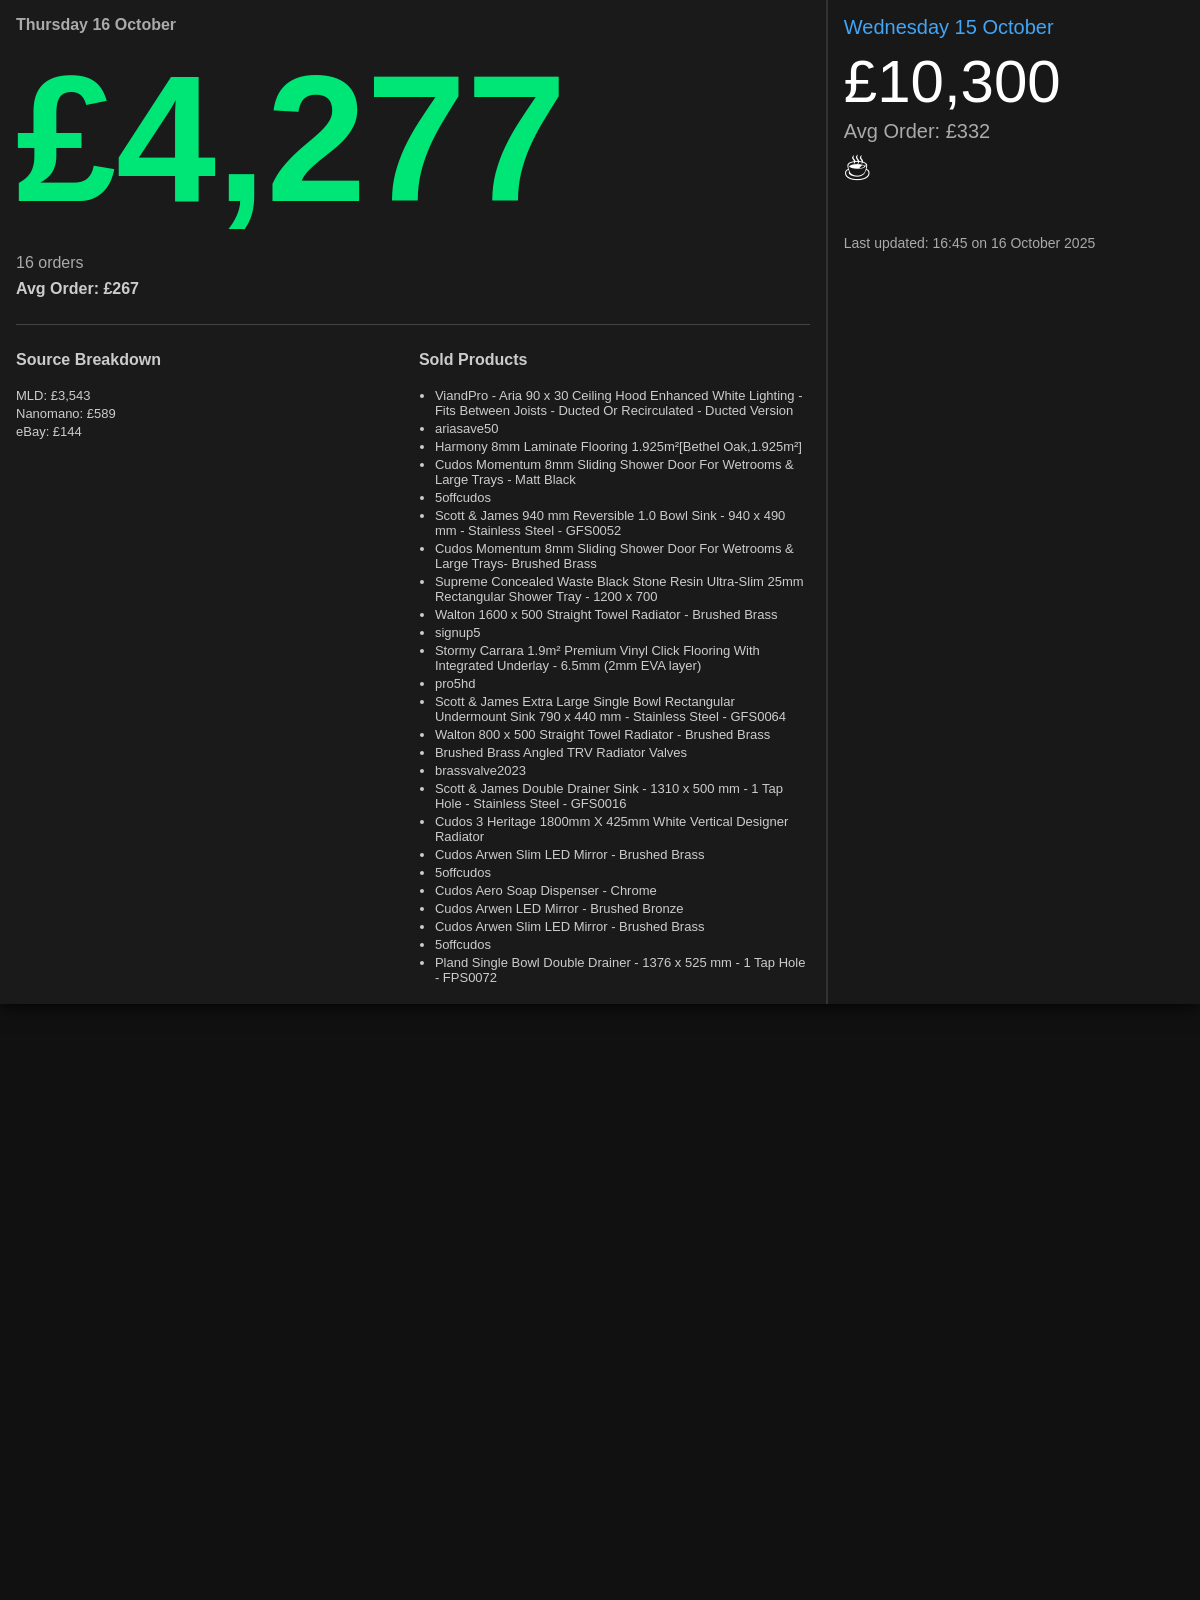 Thursday 16 October
£4,277
16 orders
Avg Order: £267
Source Breakdown
MLD: £3,543
Nanomano: £589
eBay: £144
Sold Products
ViandPro - Aria 90 x 30 Ceiling Hood Enhanced White Lighting -
Fits Between Joists - Ducted Or Recirculated - Ducted Version
ariasave50
Harmony 8mm Laminate Flooring 1.925m²[Bethel Oak,1.925m²]
Cudos Momentum 8mm Sliding Shower Door For Wetrooms &
Large Trays - Matt Black
5offcudos
Scott & James 940 mm Reversible 1.0 Bowl Sink - 940 x 490
mm - Stainless Steel - GFS0052
Cudos Momentum 8mm Sliding Shower Door For Wetrooms &
Large Trays- Brushed Brass
Supreme Concealed Waste Black Stone Resin Ultra-Slim 25mm
Rectangular Shower Tray - 1200 x 700
Walton 1600 x 500 Straight Towel Radiator - Brushed Brass
signup5
Stormy Carrara 1.9m² Premium Vinyl Click Flooring With
Integrated Underlay - 6.5mm (2mm EVA layer)
pro5hd
Scott & James Extra Large Single Bowl Rectangular
Undermount Sink 790 x 440 mm - Stainless Steel - GFS0064
Walton 800 x 500 Straight Towel Radiator - Brushed Brass
Brushed Brass Angled TRV Radiator Valves
brassvalve2023
Scott & James Double Drainer Sink - 1310 x 500 mm - 1 Tap
Hole - Stainless Steel - GFS0016
Cudos 3 Heritage 1800mm X 425mm White Vertical Designer
Radiator
Cudos Arwen Slim LED Mirror - Brushed Brass
5offcudos
Cudos Aero Soap Dispenser - Chrome
Cudos Arwen LED Mirror - Brushed Bronze
Cudos Arwen Slim LED Mirror - Brushed Brass
5offcudos
Pland Single Bowl Double Drainer - 1376 x 525 mm - 1 Tap Hole
- FPS0072
Wednesday 15 October
£10,300
Avg Order: £332
Last updated: 16:45 on 16 October 2025